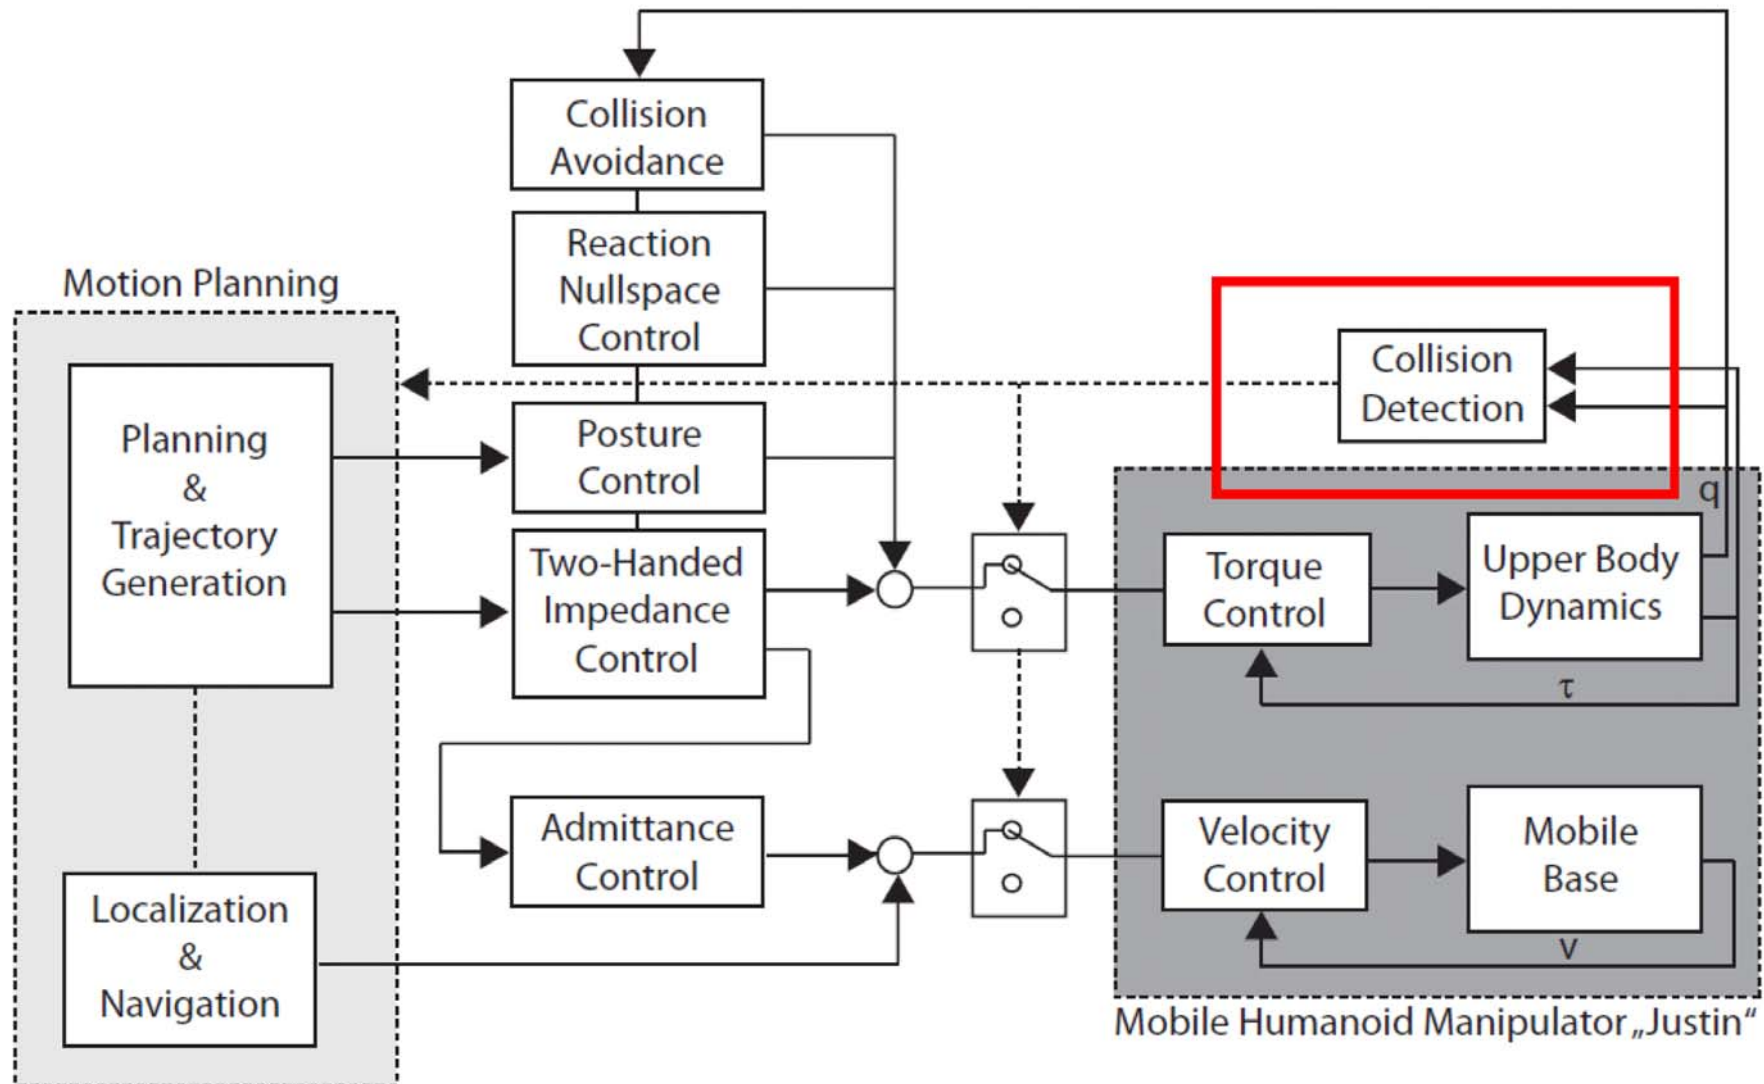 Collision
Avoidance
Reaction
Nullspace
Control
Motion Planning
Planning
&
Trajectory
Generation
Posture
Control
Two-Handed
Impedance
Control
Collision
Detection
q
Torque
Control
Upper Body
Dynamics
τ
Admittance
Control
Velocity
Control
Mobile
Base
v
Localization
&
Navigation
Mobile Humanoid Manipulator „Justin“